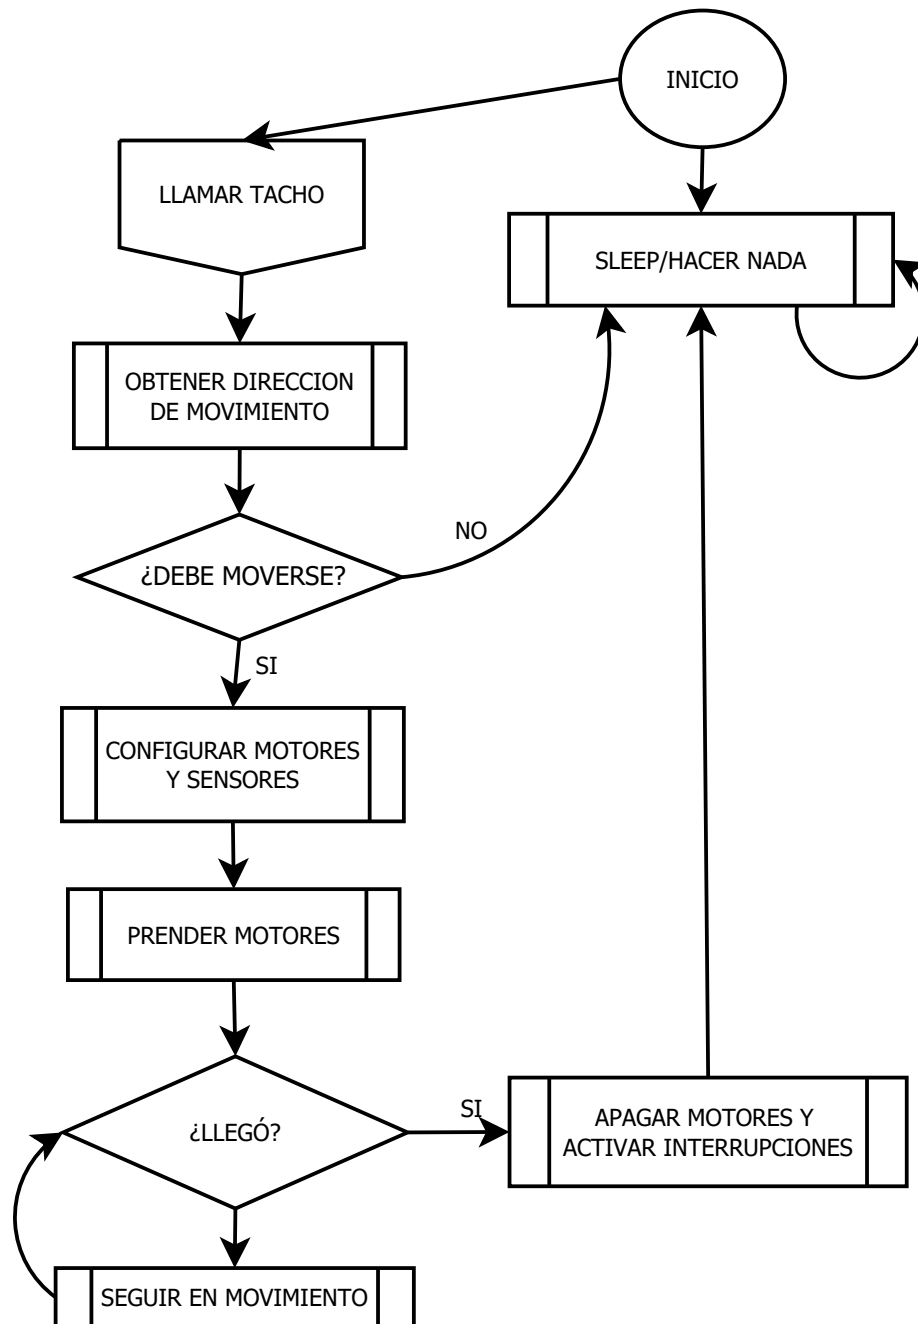 INICIO
LLAMAR TACHO
SLEEP/HACER NADA
OBTENER DIRECCION
DE MOVIMIENTO
NO
¿DEBE MOVERSE?
SI
CONFIGURAR MOTORES
Y SENSORES
PRENDER MOTORES
¿LLEGÓ?
SI
APAGAR MOTORES Y
ACTIVAR INTERRUPCIONES
SEGUIR EN MOVIMIENTO